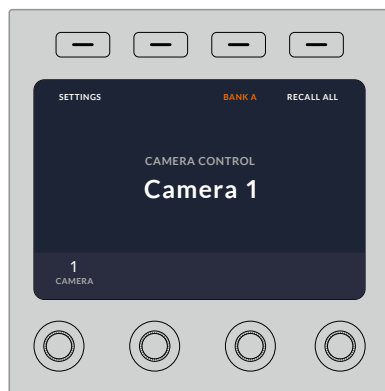 SETTINGS BANK A RECALL ALL
CAMERA CONTROL
Camera 1
1
CAMERA